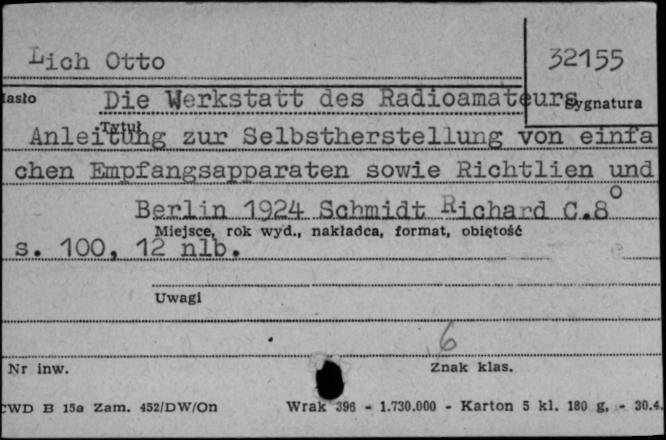 Lich Otto
32155
Hasło
Die Werkstatt des Radioamateurs
Sygnatura
Tytuł
Anleitung zur Selbstherstellung von einfa
chen Empfangsapparaten sowie Richtlien und
Berlin 1924 Schmidt Richard C.8°
Miejsce, rok wyd., nakładca, format, objętość
s. 100, 12 nlb.
Uwagi
6
Nr inw.
Znak klas.
CWD B 15a Zam. 452/DW/On
Wrak 396 - 1.730.000 - Karton 5 kl. 180 g. - 30.4.